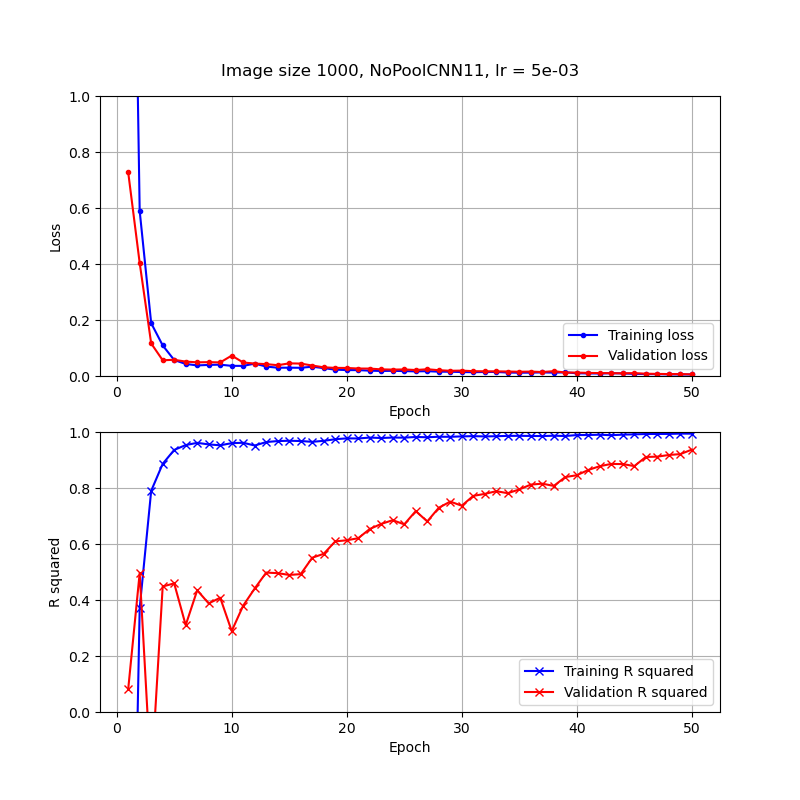 Image size 1000, NoPoolCNN11, lr = 5e-03
1.0
0.8
0.6
0.4
0.2
0.0
Loss
0 10 20 30 40 50
Epoch
Training loss
Validation loss
1.0
0.8
0.6
0.4
0.2
0.0
R squared
0 10 20 30 40 50
Epoch
Training R squared
Validation R squared